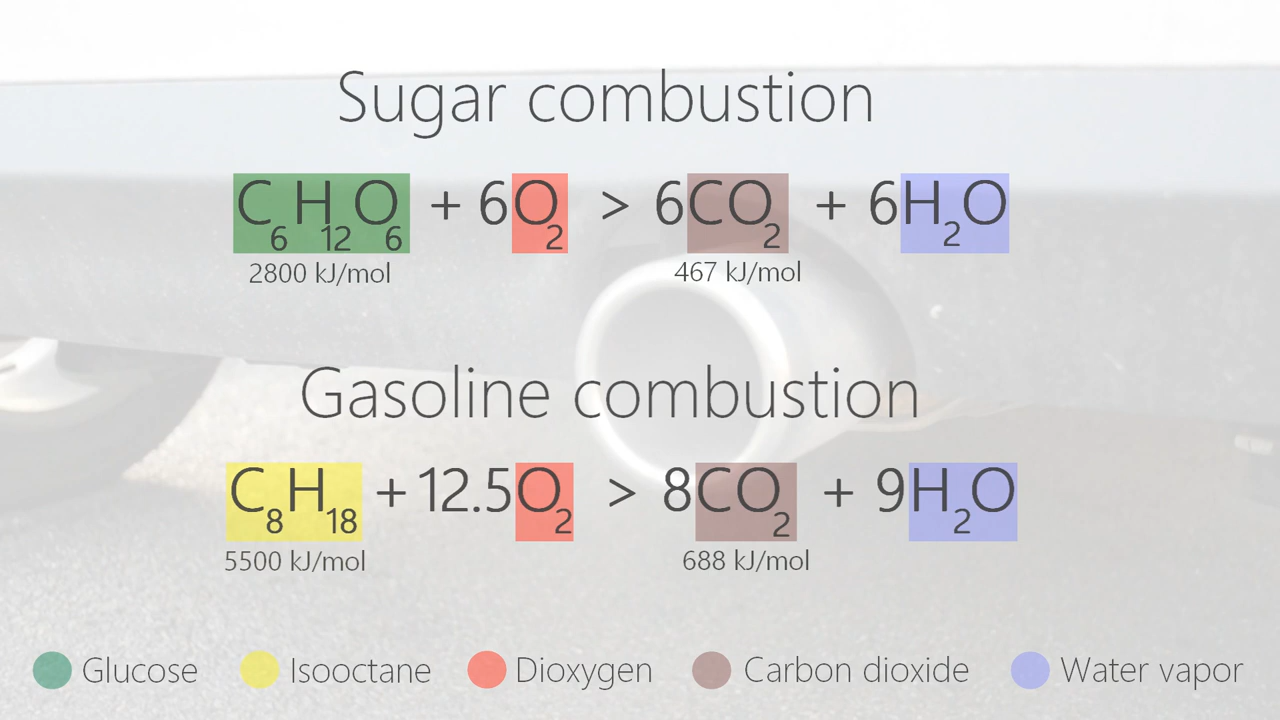 Sugar combustion
C₆H₁₂O₆ + 6O₂ > 6CO₂ + 6H₂O
2800 kJ/mol 467 kJ/mol
Gasoline combustion
C₈H₁₈ + 12.5O₂ > 8CO₂ + 9H₂O
5500 kJ/mol 688 kJ/mol
Glucose Isooctane Dioxygen Carbon dioxide Water vapor